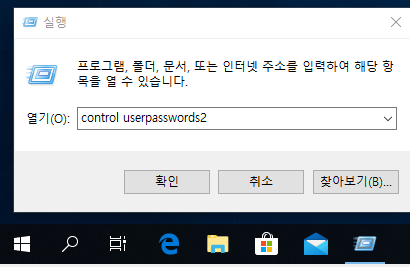 실행
프로그램, 폴더, 문서, 또는 인터넷 주소를 입력하여 해당 항
목을 열 수 있습니다.
열기(O): control userpasswords2
확인 취소 찾아보기(B)...